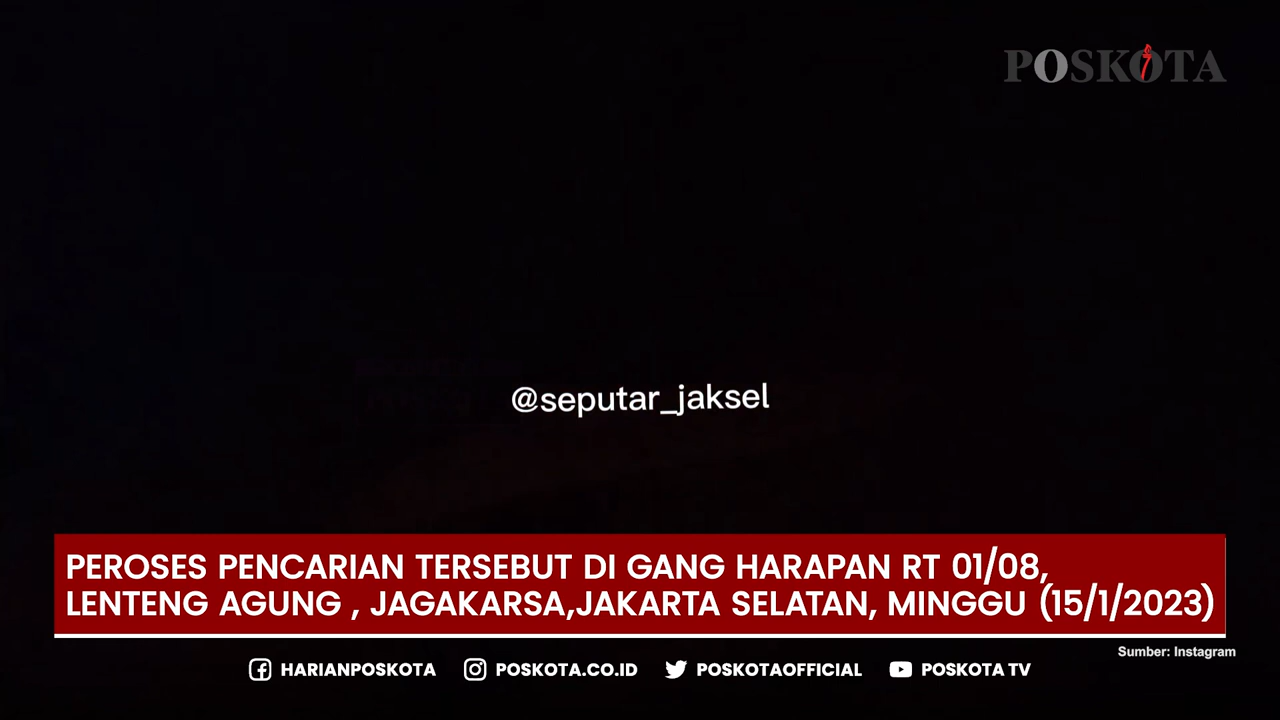 POSKOTA
@seputar_jaksel
PEROSES PENCARIAN TERSEBUT DI GANG HARAPAN RT 01/08,
LENTENG AGUNG , JAGAKARSA,JAKARTA SELATAN, MINGGU (15/1/2023)
Sumber: Instagram
HARIANPOSKOTA POSKOTA.CO.ID POSKOTAOFFICIAL POSKOTA TV